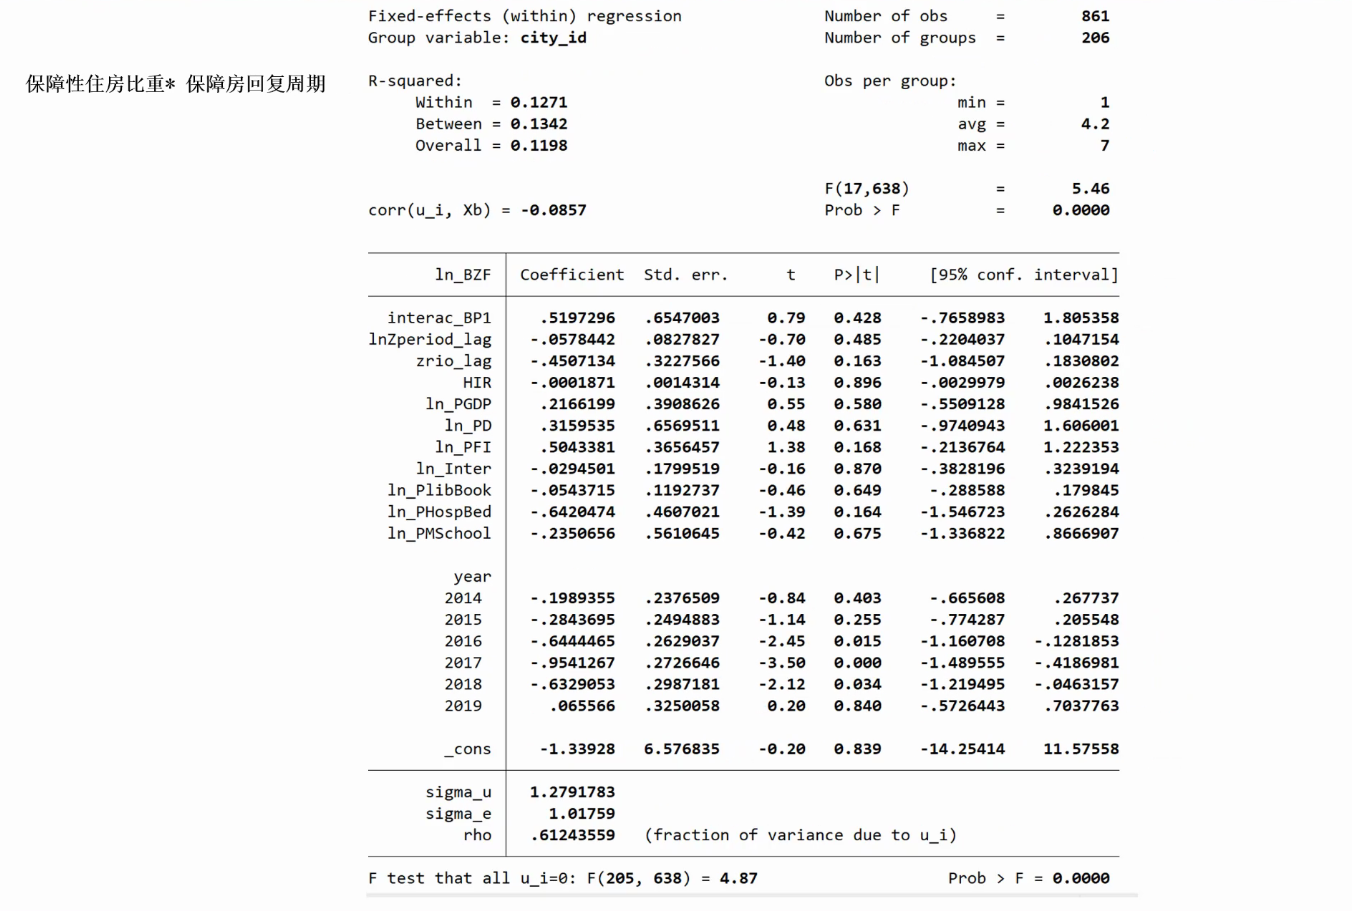 Fixed-effects (within) regression Number of obs = 861
Group variable: city_id Number of groups = 206
保障性住房比重* 保障房回复周期
R-squared: Obs per group:
Within = 0.1271 min = 1
Between = 0.1342 avg = 4.2
Overall = 0.1198 max = 7
F(17,638) = 5.46
corr(u_i, Xb) = -0.0857 Prob > F = 0.0000
ln_BZF Coefficient Std. err. t P>|t| [95% conf. interval]
interac_BP1 .5197296 .6547003 0.79 0.428 -.7658983 1.805358
lnZperiod_lag -.0578442 .0827827 -0.70 0.485 -.2204037 .1047154
zrio_lag -.4507134 .3227566 -1.40 0.163 -1.084507 .1830802
HIR -.0001871 .0014314 -0.13 0.896 -.0029979 .0026238
ln_PGDP .2166199 .3908626 0.55 0.580 -.5509128 .9841526
ln_PD .3159535 .6569511 0.48 0.631 -.9740943 1.606001
ln_PFI .5043381 .3656457 1.38 0.168 -.2136764 1.222353
ln_Inter -.0294501 .1799519 -0.16 0.870 -.3828196 .3239194
ln_PlibBook -.0543715 .1192737 -0.46 0.649 -.288588 .179845
ln_PHospBed -.6420474 .4607021 -1.39 0.164 -1.546723 .2626284
ln_PMSchool -.2350656 .5610645 -0.42 0.675 -1.336822 .8666907
year
2014 -.1989355 .2376509 -0.84 0.403 -.665608 .267737
2015 -.2843695 .2494883 -1.14 0.255 -.774287 .205548
2016 -.6444465 .2629037 -2.45 0.015 -1.160708 -.1281853
2017 -.9541267 .2726646 -3.50 0.000 -1.489555 -.4186981
2018 -.6329053 .2987181 -2.12 0.034 -1.219495 -.0463157
2019 .065566 .3250058 0.20 0.840 -.5726443 .7037763
_cons -1.33928 6.576835 -0.20 0.839 -14.25414 11.57558
sigma_u 1.2791783
sigma_e 1.01759
rho .61243559 (fraction of variance due to u_i)
F test that all u_i=0: F(205, 638) = 4.87 Prob > F = 0.0000